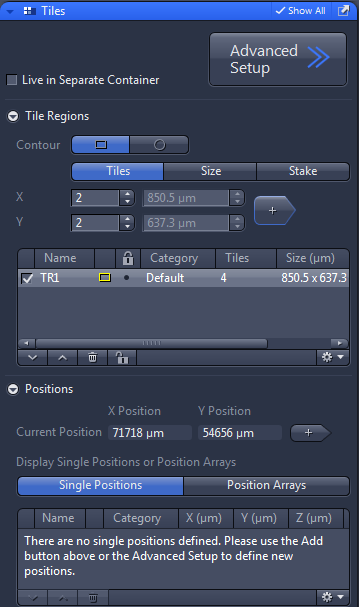 Tiles
Show All
Advanced
Setup
Live in Separate Container
Tile Regions
Contour
Tiles Size Stake
X 2 850.5 µm
Y 2 637.3 µm
Name Category Tiles Size (µm)
TR1 Default 4 850.5 x 637.3
Positions
X Position Y Position
Current Position 71718 µm 54656 µm
Display Single Positions or Position Arrays
Single Positions Position Arrays
Name Category X (µm) Y (µm) Z (µm)
There are no single positions defined. Please use the Add
button above or the Advanced Setup to define new
positions.